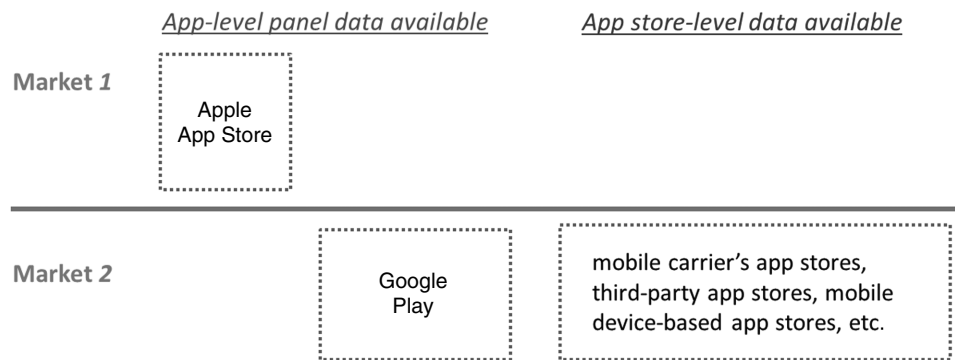 App-level panel data available
App store-level data available
Market 1
Apple
App Store
Market 2
Google
Play
mobile carrier's app stores,
third-party app stores, mobile
device-based app stores, etc.